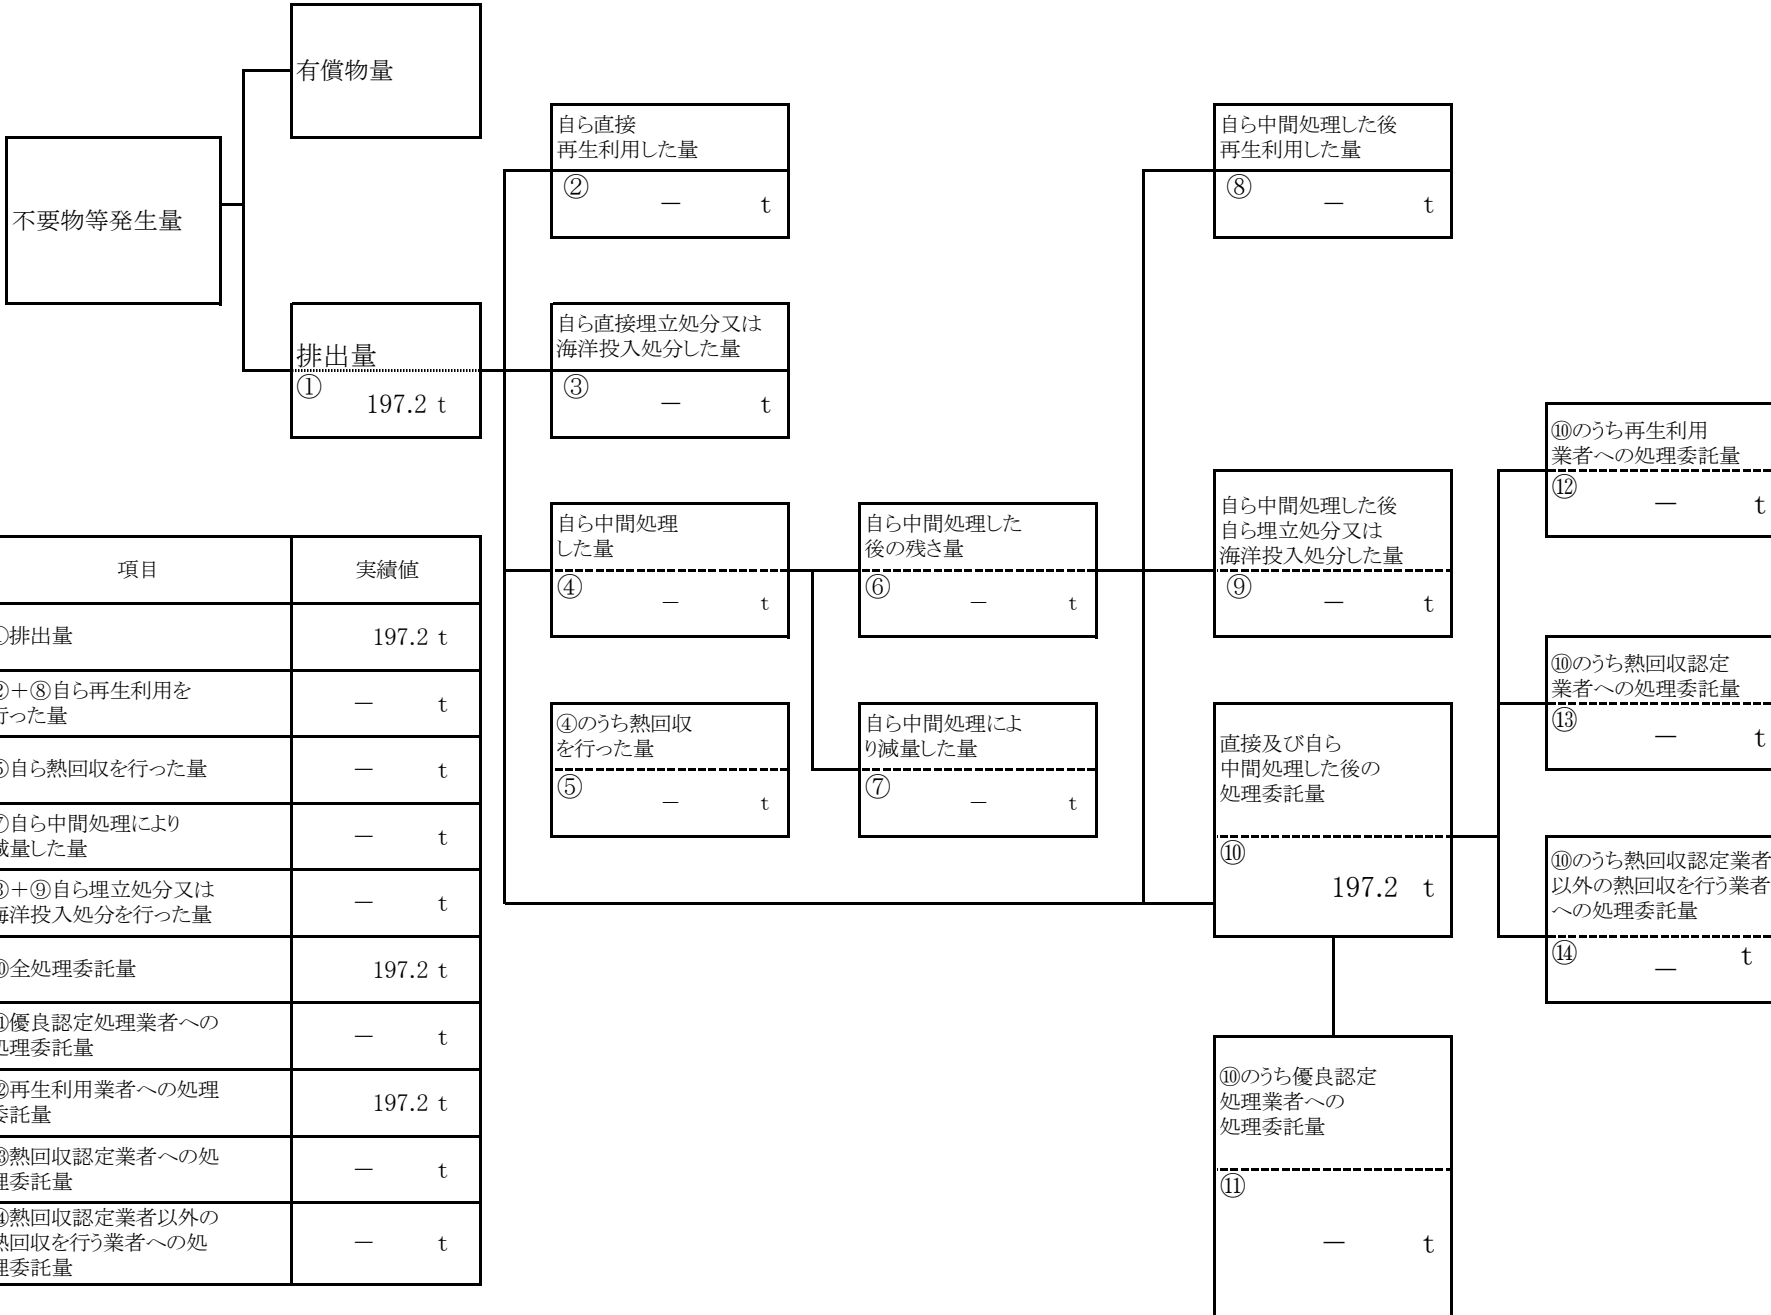 有償物量
不要物等発生量
排出量
①
197.2 t
自ら直接
再生利用した量
②
－ t
自ら直接埋立処分又は
海洋投入処分した量
③
－ t
自ら中間処理
した量
④
－ t
④のうち熱回収
を行った量
⑤
－ t
自ら中間処理した
後の残さ量
⑥
－ t
自ら中間処理によ
り減量した量
⑦
－ t
自ら中間処理した後
再生利用した量
⑧
－ t
自ら中間処理した後
自ら埋立処分又は
海洋投入処分した量
⑨
－ t
直接及び自ら
中間処理した後の
処理委託量
⑩
197.2 t
⑩のうち優良認定
処理業者への
処理委託量
⑪
－ t
⑩のうち再生利用
業者への処理委託量
⑫
－ t
⑩のうち熱回収認定
業者への処理委託量
⑬
－ t
⑩のうち熱回収認定業者
以外の熱回収を行う業者
への処理委託量
⑭
－ t
項目 実績値
①排出量 197.2 t
②＋⑧自ら再生利用を
行った量
－ t
⑤自ら熱回収を行った量 － t
⑦自ら中間処理により
減量した量
－ t
③＋⑨自ら埋立処分又は
海洋投入処分を行った量
－ t
⑩全処理委託量 197.2 t
⑪優良認定処理業者への
処理委託量
－ t
⑫再生利用業者への処理
委託量
197.2 t
⑬熱回収認定業者への処
理委託量
－ t
⑭熱回収認定業者以外の
熱回収を行う業者への処
理委託量
－ t